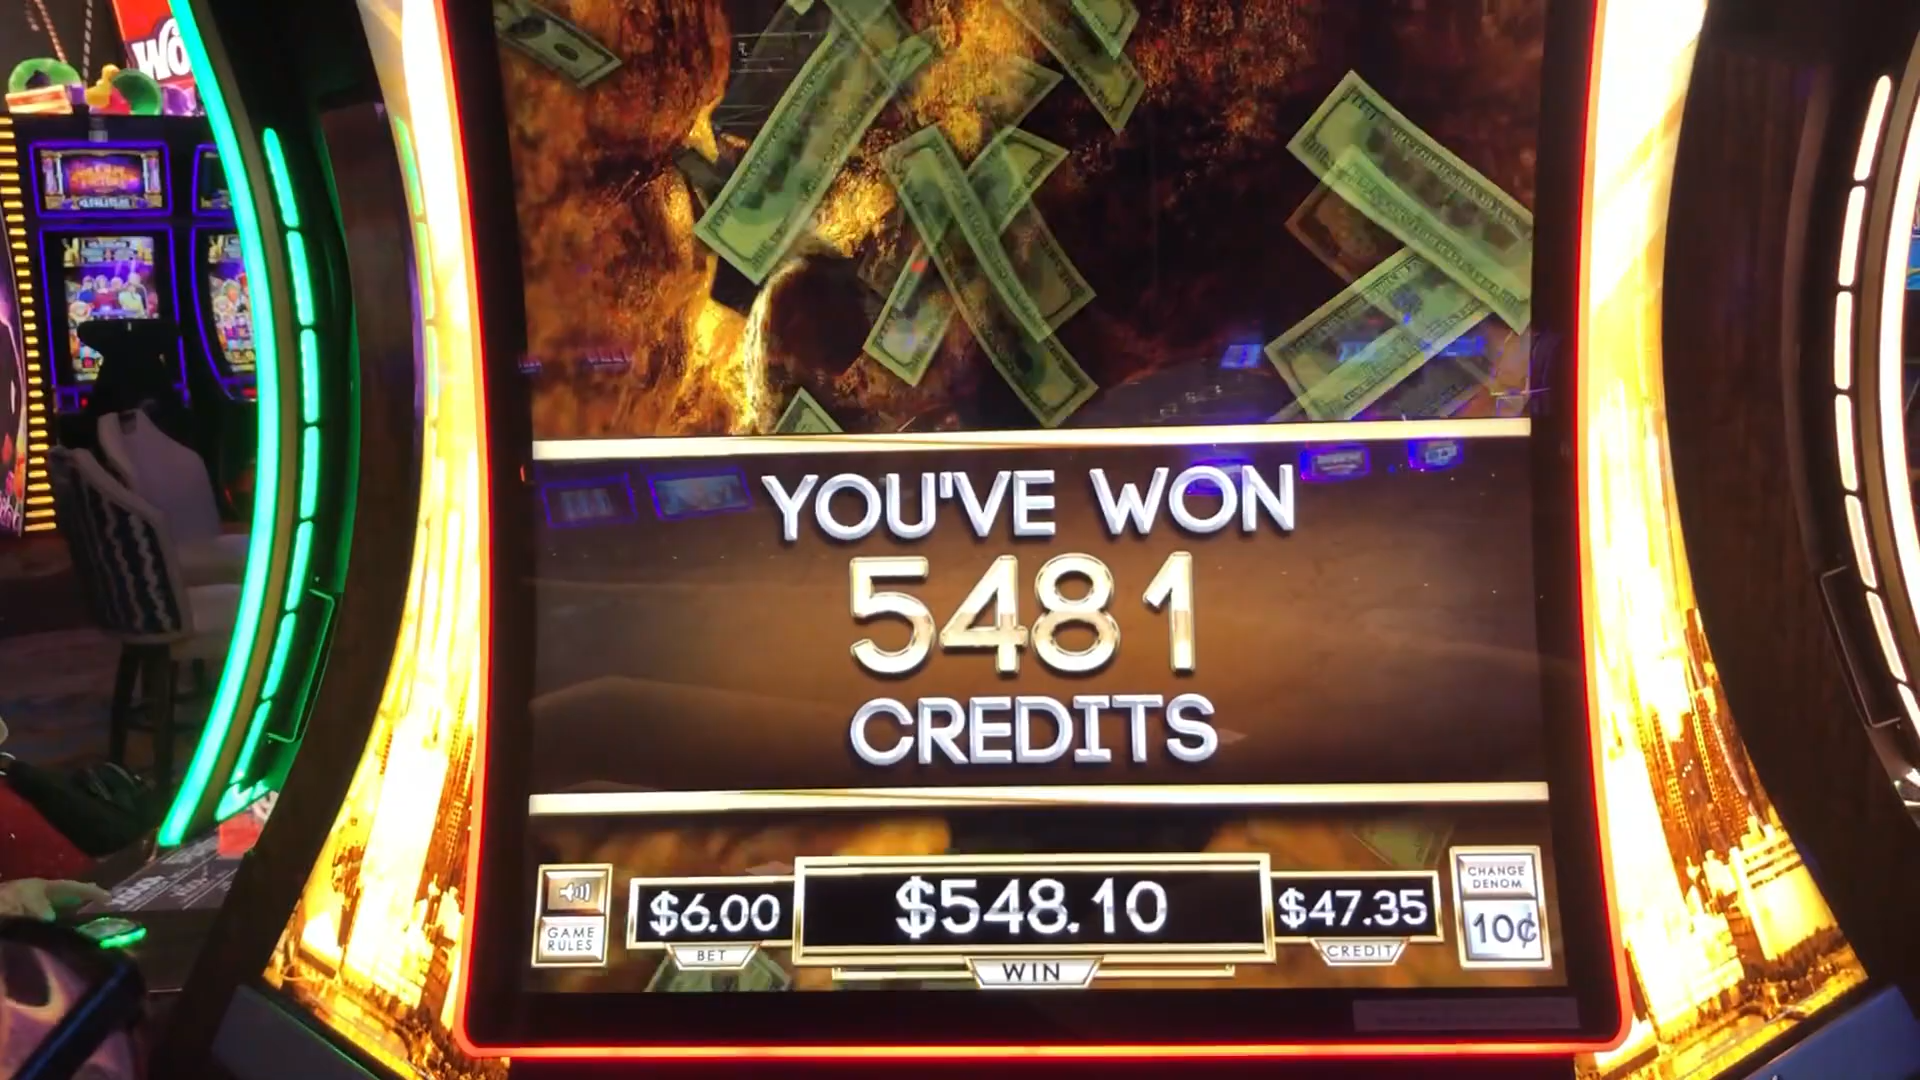 WO
YOU'VE WON
5481
CREDITS
GAME
RULES
$6.00
BET
$548.10
WIN
$47.35
CREDIT
CHANGE
DENOM
10¢